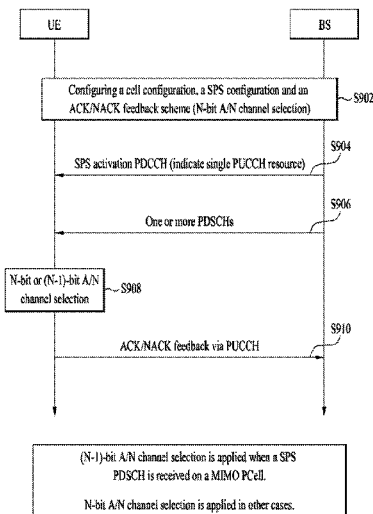 UE
BS
Configuring a cell configuration, a SPS configuration and an
ACK/NACK feedback scheme (N-bit A/N channel selection)
S902
S904
SPS activation PDCCH (indicate single PUCCH resource)
S906
One or more PDSCHs
N-bit or (N-1)-bit A/N
channel selection
S908
S910
ACK/NACK feedback via PUCCH
(N-1)-bit A/N channel selection is applied when a SPS
PDSCH is received on a MIMO PCell.
N-bit A/N channel selection is applied in other cases.